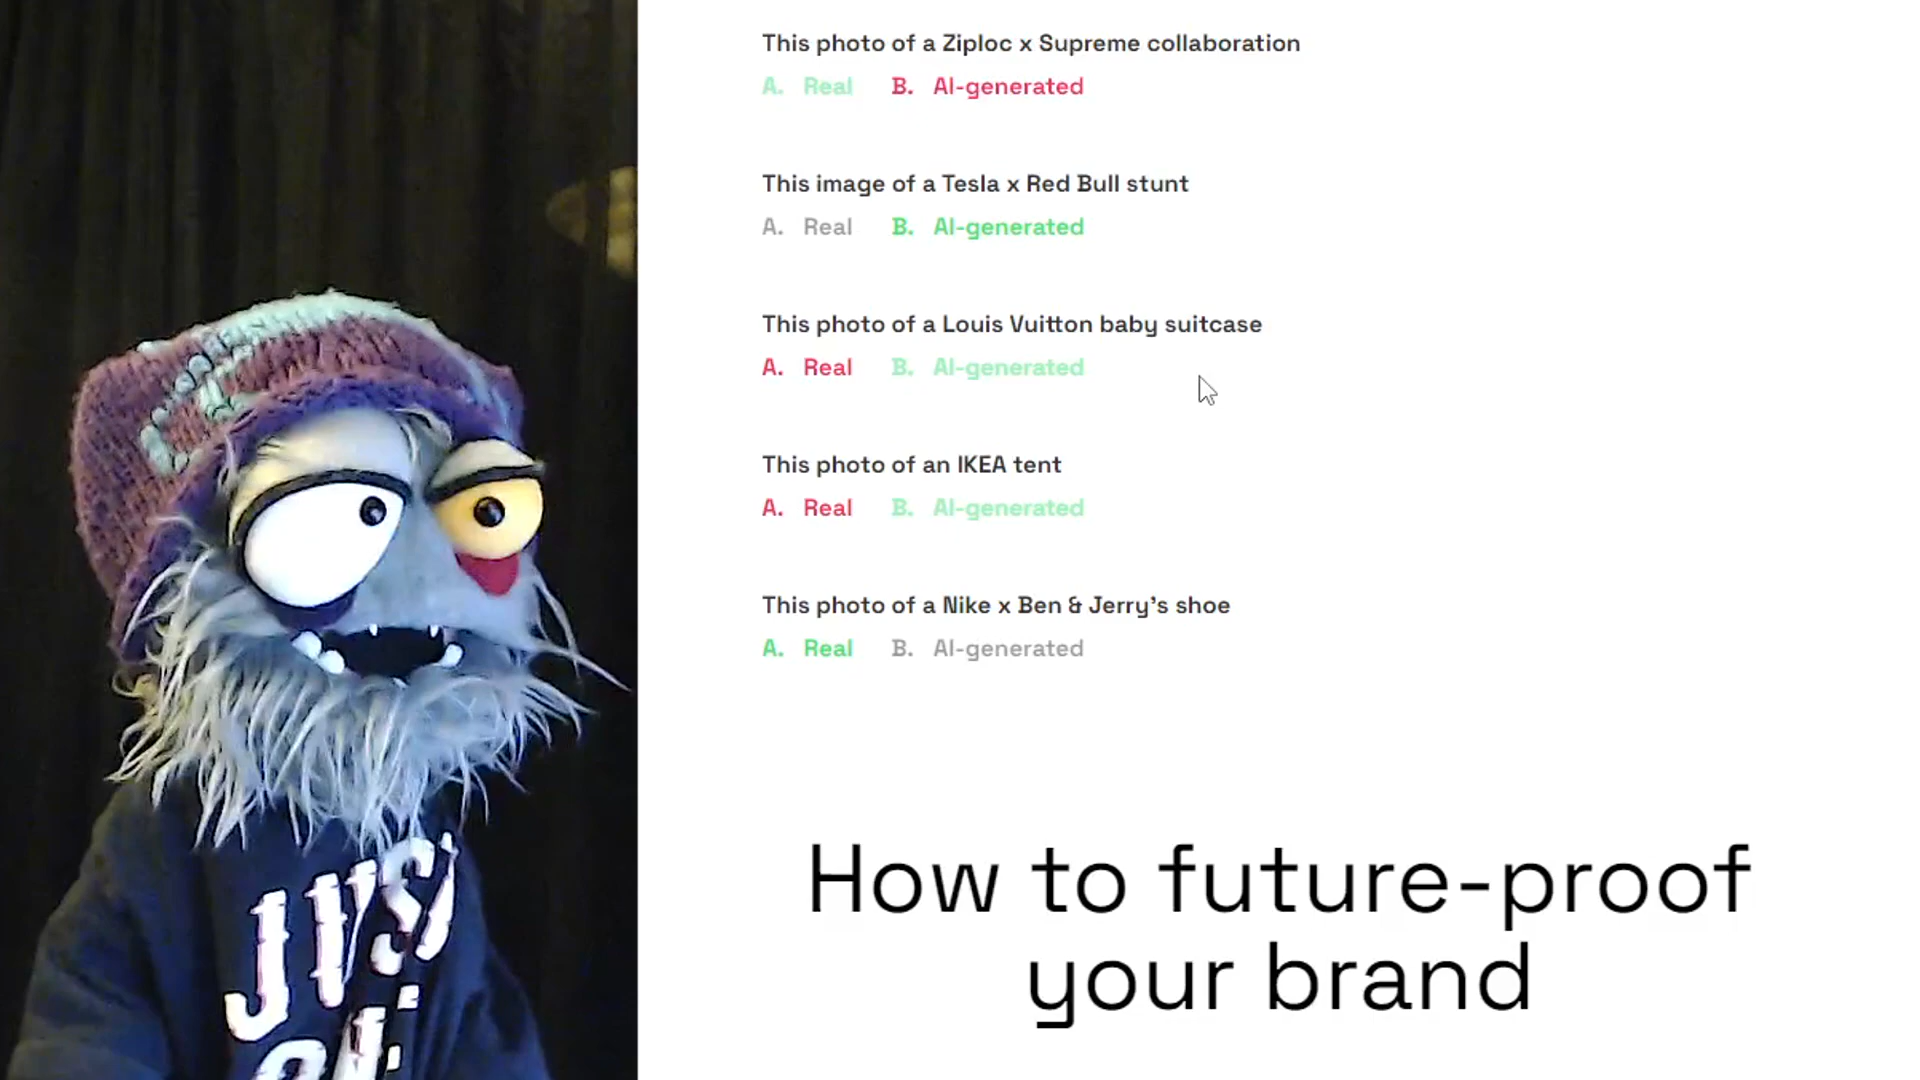 This photo of a Ziploc x Supreme collaboration
A. Real B. AI-generated
This image of a Tesla x Red Bull stunt
A. Real B. AI-generated
This photo of a Louis Vuitton baby suitcase
A. Real B. AI-generated
This photo of an IKEA tent
A. Real B. AI-generated
This photo of a Nike x Ben & Jerry's shoe
A. Real B. AI-generated
How to future-proof
your brand